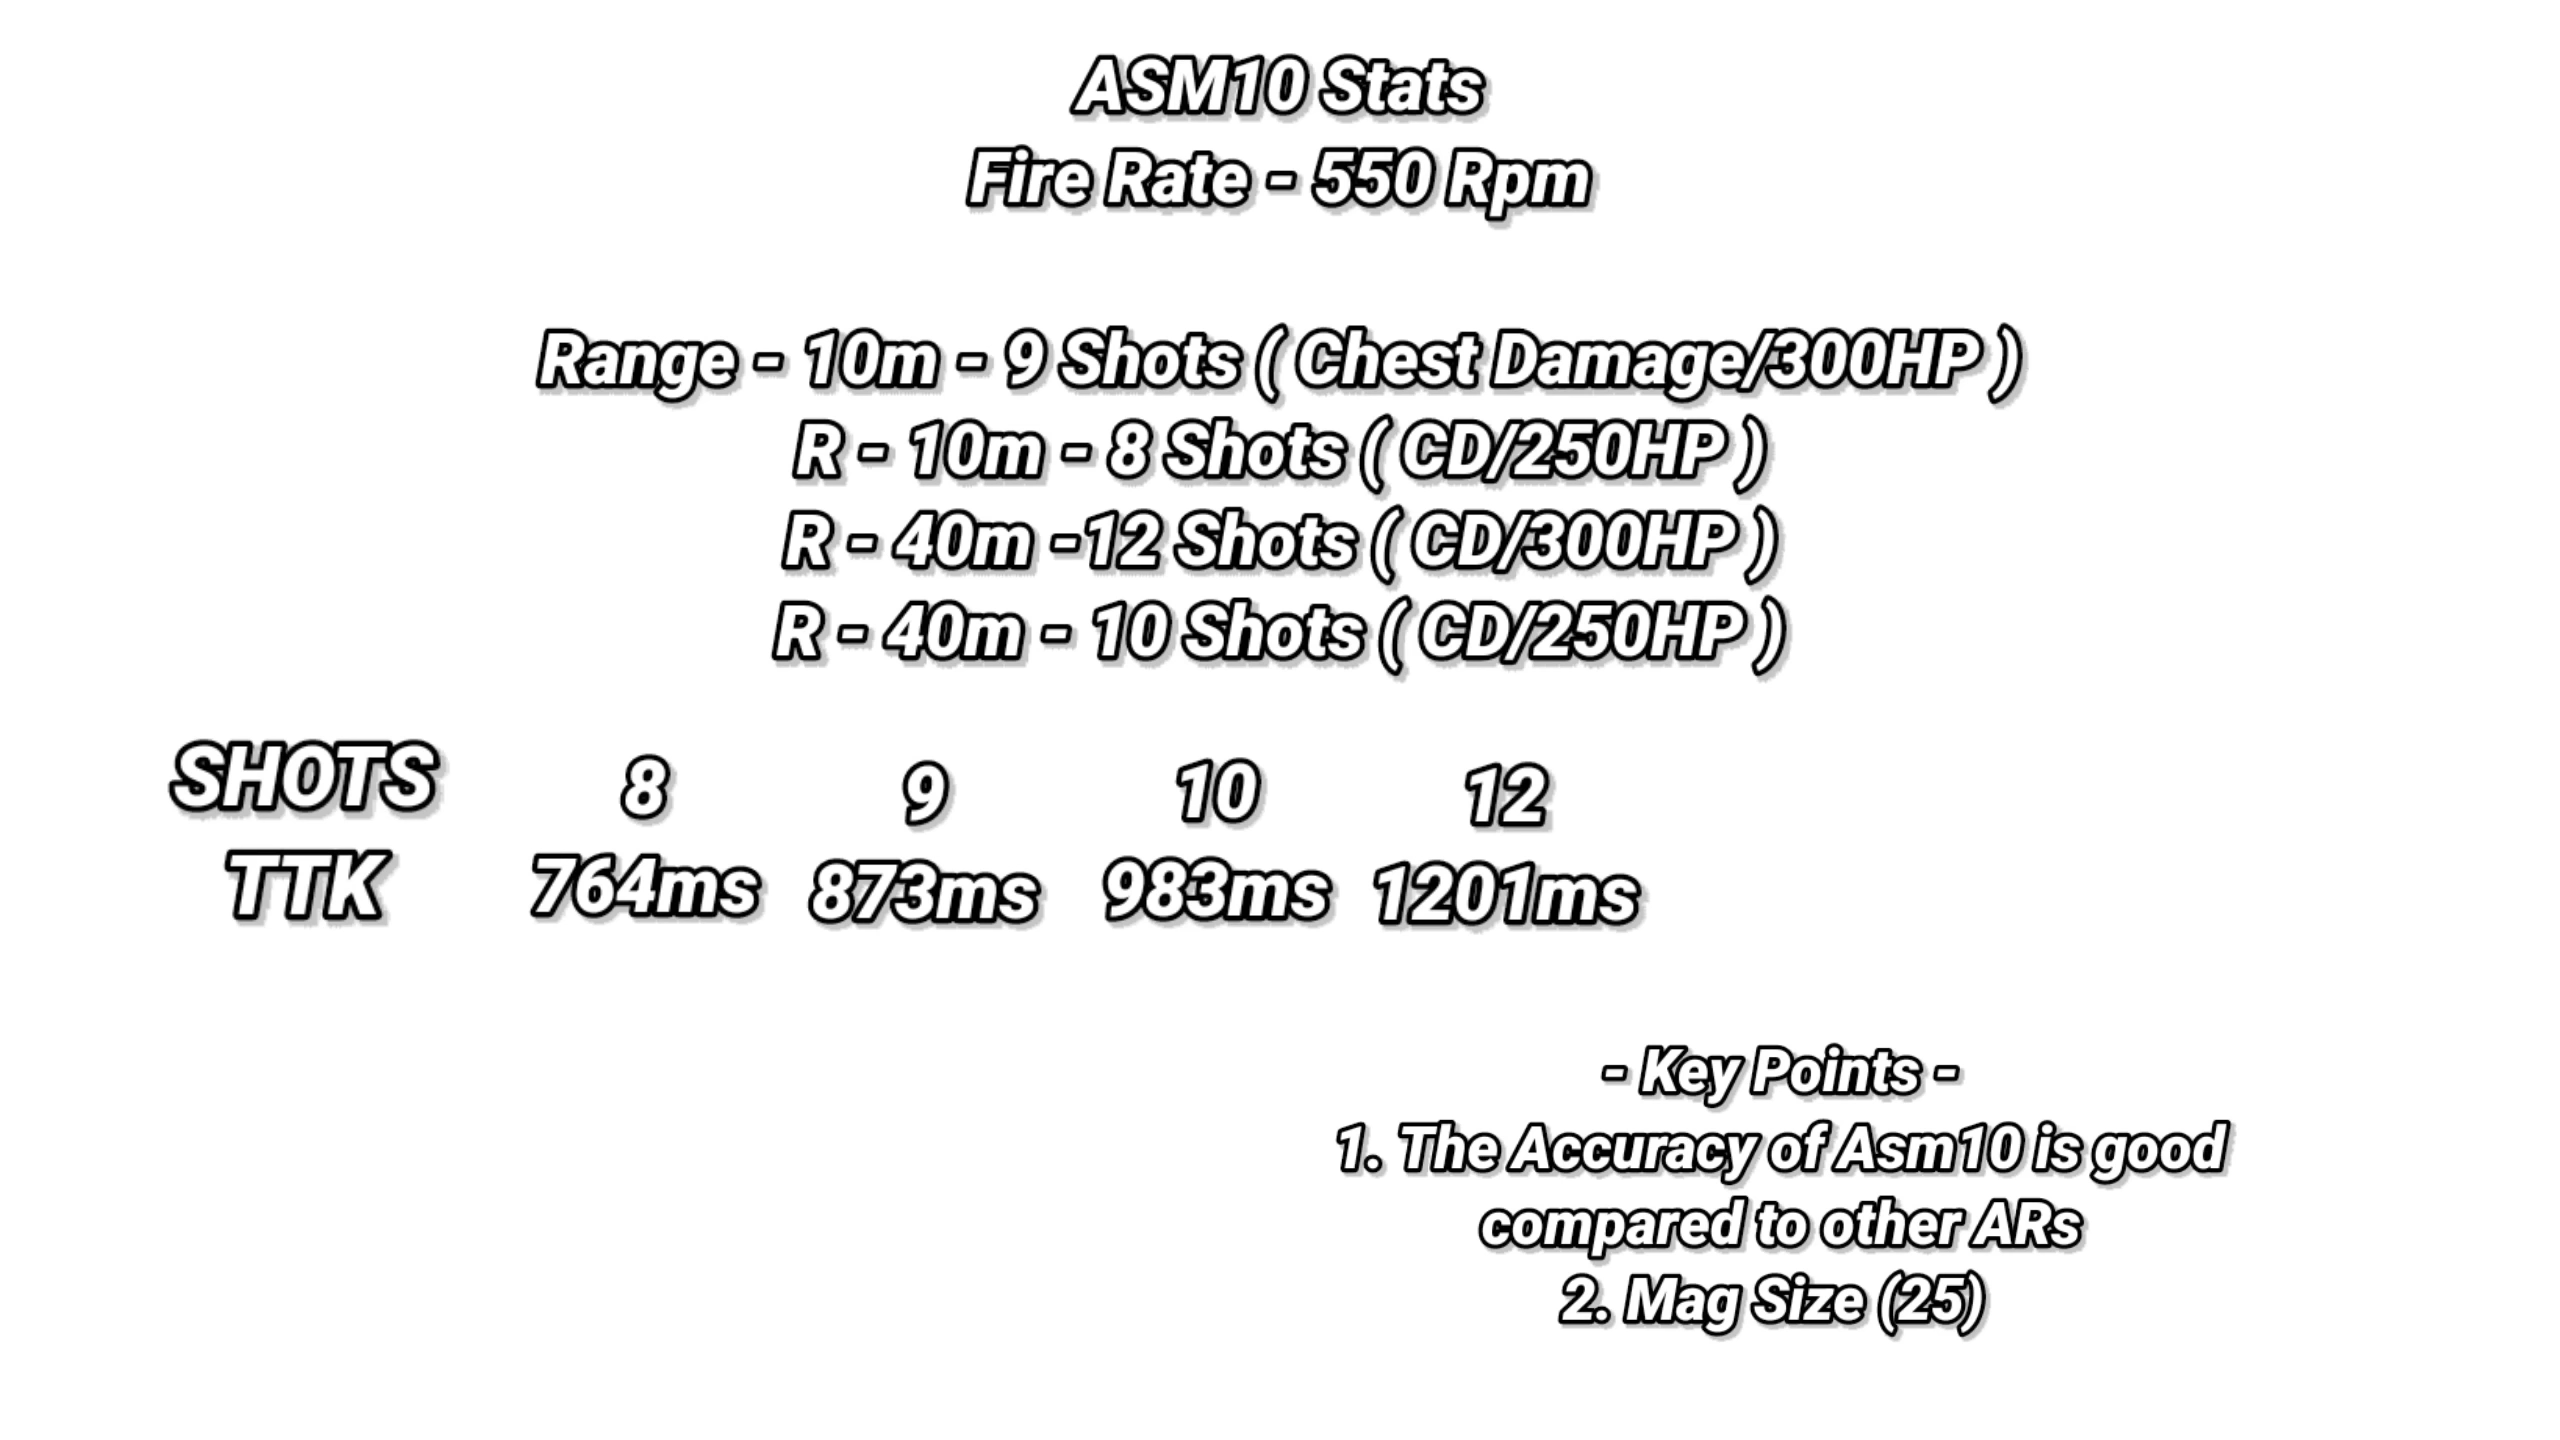 ASM10 Stats
Fire Rate - 550 Rpm
Range - 10m - 9 Shots ( Chest Damage/300HP )
R - 10m - 8 Shots ( CD/250HP )
R - 40m -12 Shots ( CD/300HP )
R - 40m - 10 Shots ( CD/250HP )
SHOTS 8 9 10 12
TTK 764ms 873ms 983ms 1201ms
- Key Points -
1. The Accuracy of Asm10 is good
compared to other ARs
2. Mag Size (25)